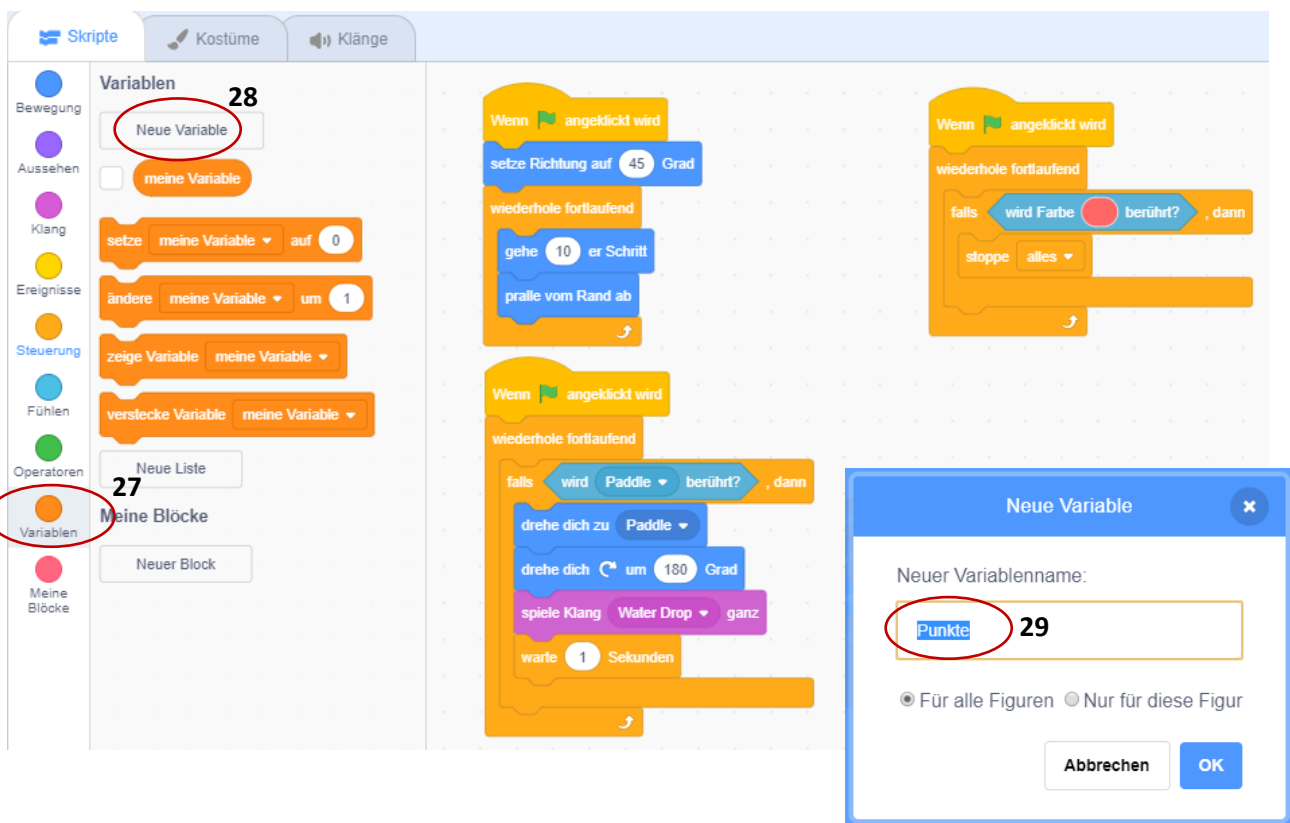 Skripte
Kostüme
Klänge
Bewegung
Aussehen
Klang
Ereignisse
Steuerung
Fühlen
Operatoren
27
Variablen
Meine
Blöcke
Variablen
28
Neue Variable
meine Variable
setze meine Variable auf 0
ändere meine Variable um 1
zeige Variable meine Variable
verstecke Variable meine Variable
Neue Liste
Meine Blöcke
Neuer Block
Wenn angeklickt wird
setze Richtung auf 45 Grad
wiederhole fortlaufend
gehe 10 er Schritt
pralle vom Rand ab
Wenn angeklickt wird
wiederhole fortlaufend
falls wird Paddle berührt? , dann
drehe dich zu Paddle
drehe dich um 180 Grad
spiele Klang Water Drop ganz
warte 1 Sekunden
Wenn angeklickt wird
wiederhole fortlaufend
falls wird Farbe berührt? , dann
stoppe alles
Neue Variable
Neuer Variablenname:
Punkte 29
Für alle Figuren Nur für diese Figur
Abbrechen OK